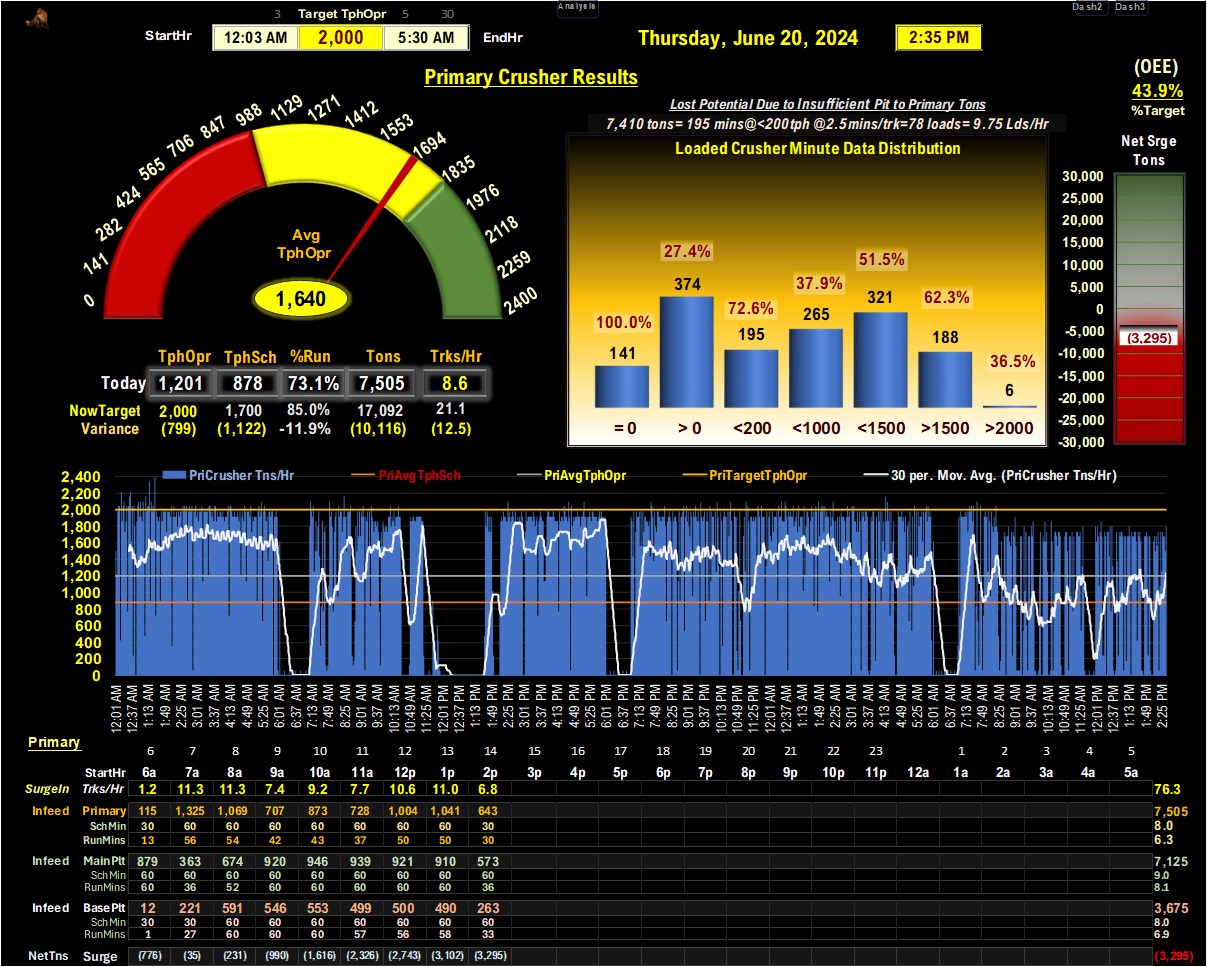 3 Target TphOpr 5 30
Analysis
Dash2 Dash3
StartHr 12:03 AM 2,000 5:30 AM EndHr
Thursday, June 20, 2024
2:35 PM
Primary Crusher Results
(OEE)
43.9%
%Target
Lost Potential Due to Insufficient Pit to Primary Tons
7,410 tons= 195 mins@<200tph @2.5mins/trk=78 loads= 9.75 Lds/Hr
0 141 282 424 565 706 847 988 1129 1271 1412 1553 1694 1835 1976 2118 2259 2400
Avg
TphOpr
1,640
Loaded Crusher Minute Data Distribution
100.0% 27.4% 72.6% 37.9% 51.5% 62.3% 36.5%
141 374 195 265 321 188 6
= 0 > 0 <200 <1000 <1500 >1500 >2000
Net Srge
Tons
30,000
25,000
20,000
15,000
10,000
5,000
0
-5,000
(3,295)
-10,000
-15,000
-20,000
-25,000
-30,000
TphOpr TphSch %Run Tons Trks/Hr
Today 1,201 878 73.1% 7,505 8.6
NowTarget 2,000 1,700 85.0% 17,092 21.1
Variance (799) (1,122) -11.9% (10,116) (12.5)
PriCrusher Tns/Hr PriAvgTphSch PriAvgTphOpr PriTargetTphOpr 30 per. Mov. Avg. (PriCrusher Tns/Hr)
2,400
2,200
2,000
1,800
1,600
1,400
1,200
1,000
800
600
400
200
0
12:01 AM 12:37 AM 1:13 AM 1:49 AM 2:25 AM 3:01 AM 3:37 AM 4:13 AM 4:49 AM 5:25 AM 6:01 AM 6:37 AM 7:13 AM 7:49 AM 8:25 AM 9:01 AM 9:37 AM 10:13 AM 10:49 AM 11:25 AM 12:01 PM 12:37 PM 1:13 PM 1:49 PM 2:25 PM 3:01 PM 3:37 PM 4:13 PM 4:49 PM 5:25 PM 6:01 PM 6:37 PM 7:13 PM 7:49 PM 8:25 PM 9:01 PM 9:37 PM 10:13 PM 10:49 PM 11:25 PM 12:01 AM 12:37 AM 1:13 AM 1:49 AM 2:25 AM 3:01 AM 3:37 AM 4:13 AM 4:49 AM 5:25 AM 6:01 AM 6:37 AM 7:13 AM 7:49 AM 8:25 AM 9:01 AM 9:37 AM 10:13 AM 10:49 AM 11:25 AM 12:01 PM 12:37 PM 1:13 PM 1:49 PM 2:25 PM
Primary
6 7 8 9 10 11 12 13 14 15 16 17 18 19 20 21 22 23 1 2 3 4 5
StartHr 6a 7a 8a 9a 10a 11a 12p 1p 2p 3p 4p 5p 6p 7p 8p 9p 10p 11p 12a 1a 2a 3a 4a 5a
SurgeIn Trks/Hr 1.2 11.3 11.3 7.4 9.2 7.7 10.6 11.0 6.8 76.3
Infeed Primary 115 1,325 1,069 707 873 728 1,004 1,041 643 7,505
SchMin 30 60 60 60 60 60 60 60 30 8.0
RunMins 13 56 54 42 43 37 50 50 30 6.3
Infeed MainPlt 879 363 674 920 946 939 921 910 573 7,125
SchMin 60 60 60 60 60 60 60 60 60 9.0
RunMins 60 36 52 60 60 60 60 60 36 8.1
Infeed BasePlt 12 221 591 546 553 499 500 490 263 3,675
SchMin 30 30 60 60 60 60 60 60 60 8.0
RunMins 1 27 60 60 60 57 56 58 33 6.9
NetTns Surge (776) (35) (231) (990) (1,616) (2,326) (2,743) (3,102) (3,295) (3,295)